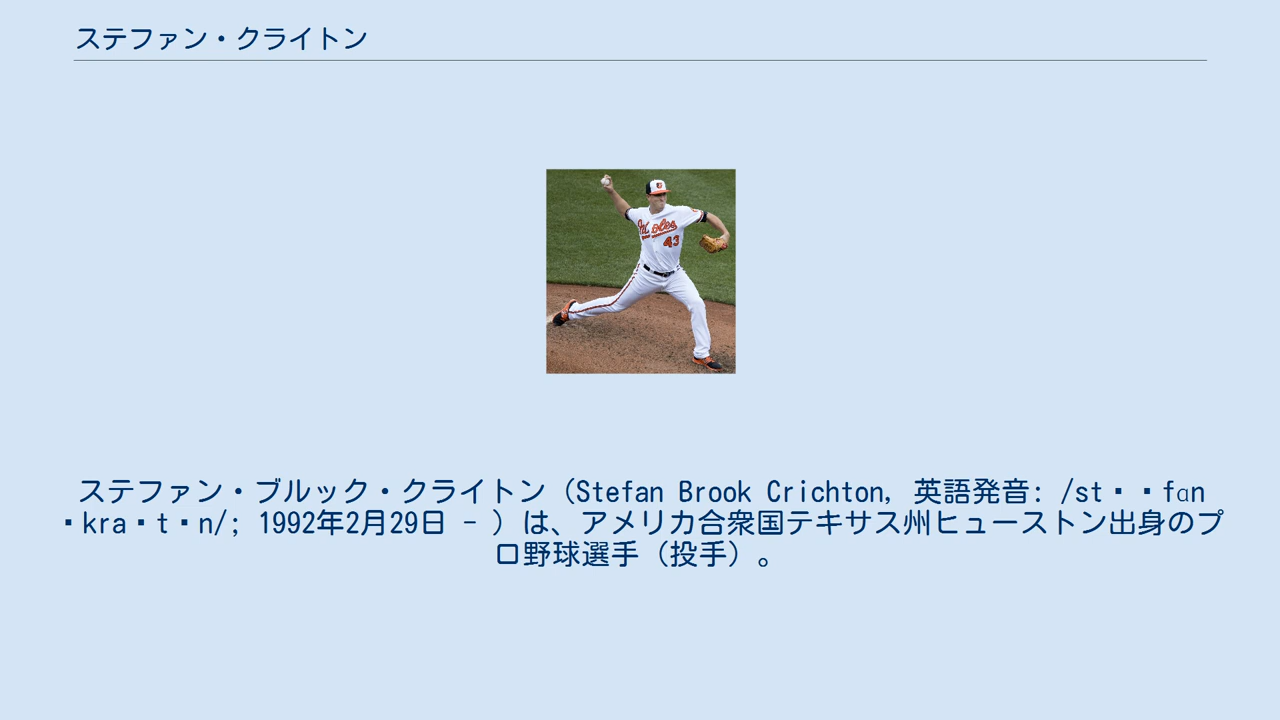 ステファン・クライトン
oles
43
ステファン・ブルック・クライトン（Stefan Brook Crichton, 英語発音: /st・・fɑn
・kra・t・n/; 1992年2月29日 - ）は、アメリカ合衆国テキサス州ヒューストン出身のプ
ロ野球選手（投手）。